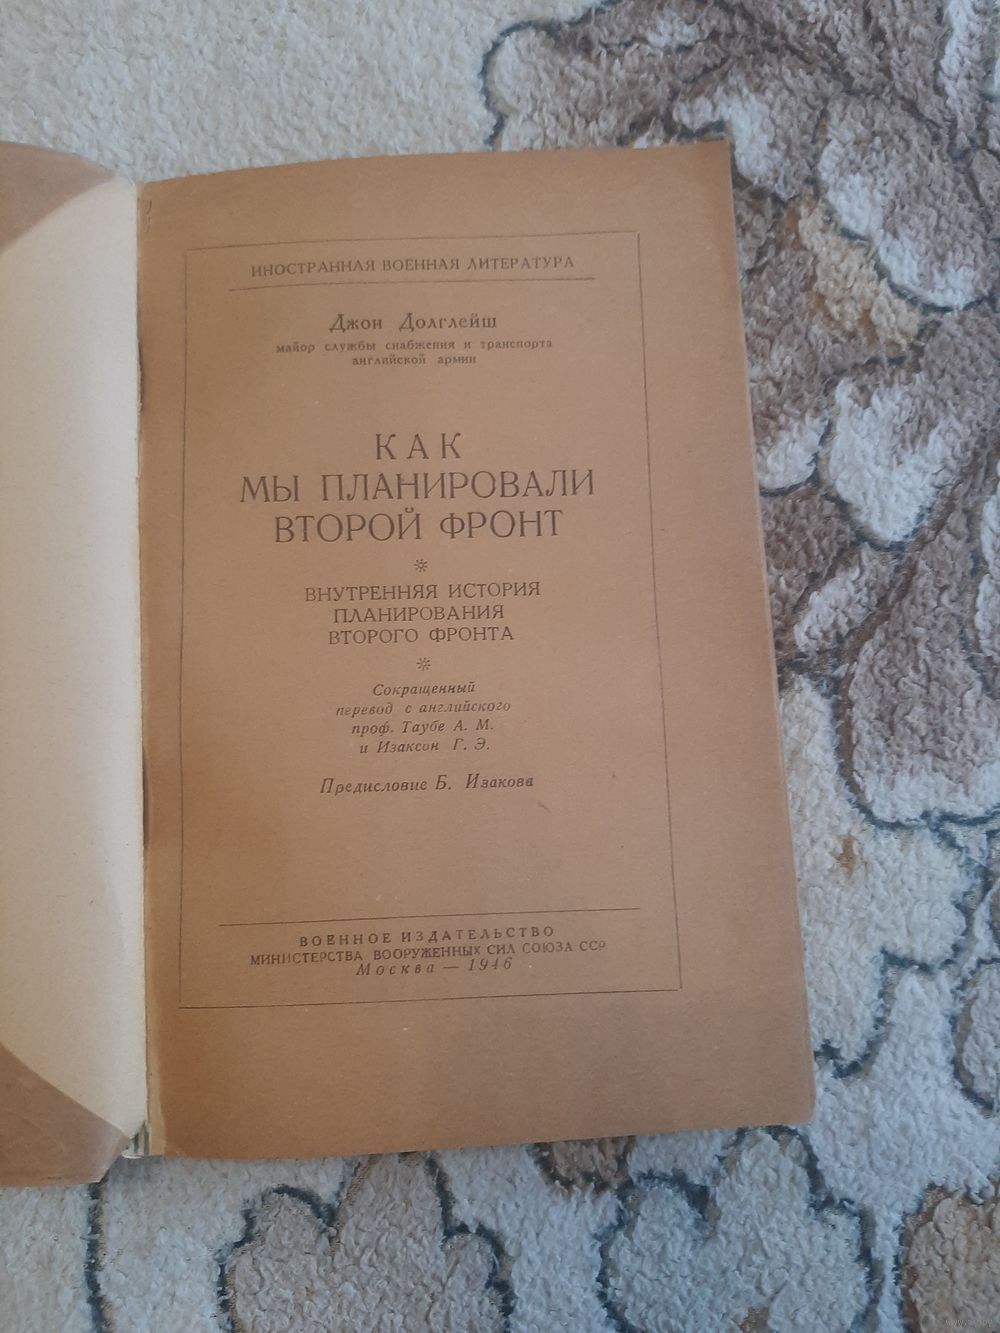 ИНОСТРАННАЯ ВОЕННАЯ ЛИТЕРАТУРА
Джон Долглейш
майор службы снабжения и транспорта
английской армии
КАК
МЫ ПЛАНИРОВАЛИ
ВТОРОЙ ФРОНТ
ВНУТРЕННЯЯ ИСТОРИЯ
ПЛАНИРОВАНИЯ
ВТОРОГО ФРОНТА
Сокращенный
перевод с английского
проф. Таубе А. М.
и Изаксон Г. Э.
Предисловие Б. Изакова
ВОЕННОЕ ИЗДАТЕЛЬСТВО
МИНИСТЕРСТВА ВООРУЖЕННЫХ СИЛ СОЮЗА ССР
Москва — 1946